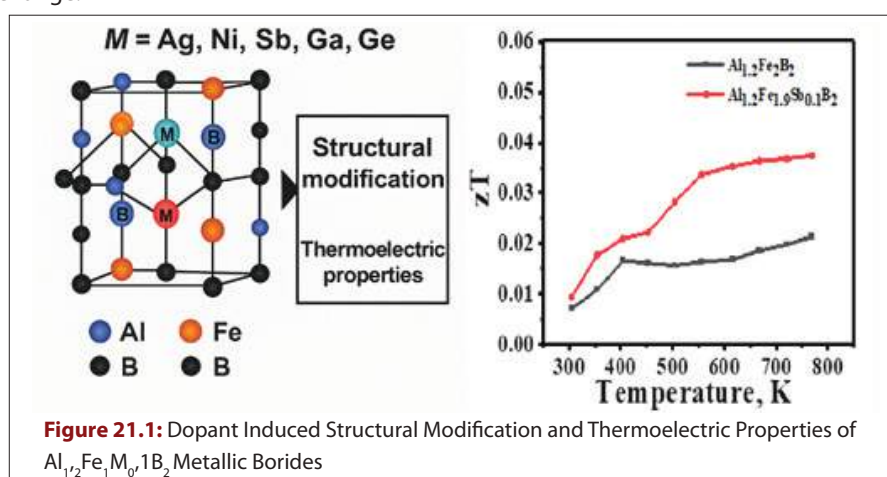 M = Ag, Ni, Sb, Ga, Ge
M
B
B
M
Structural
modification
Thermoelectric
properties
Al
Fe
B
B
0.06
0.05
0.04
0.03
0.02
0.01
0.00
zT
Al₁.₂Fe₂B₂
Al₁.₂Fe₁.₉Sb₀.₁B₂
300 400 500 600 700 800
Temperature, K
Figure 21.1: Dopant Induced Structural Modification and Thermoelectric Properties of
Al₁,₂Fe₁M₀,1B₂ Metallic Borides